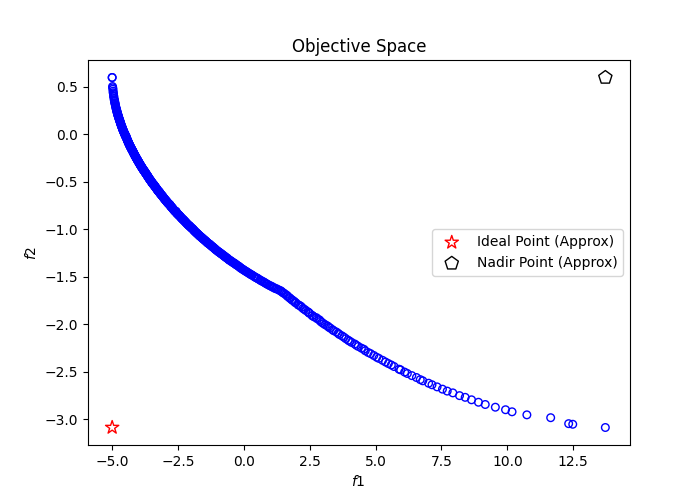 Objective Space
f2
0.5
0.0
−0.5
−1.0
−1.5
−2.0
−2.5
−3.0
Ideal Point (Approx)
Nadir Point (Approx)
−5.0 −2.5 0.0 2.5 5.0 7.5 10.0 12.5
f1